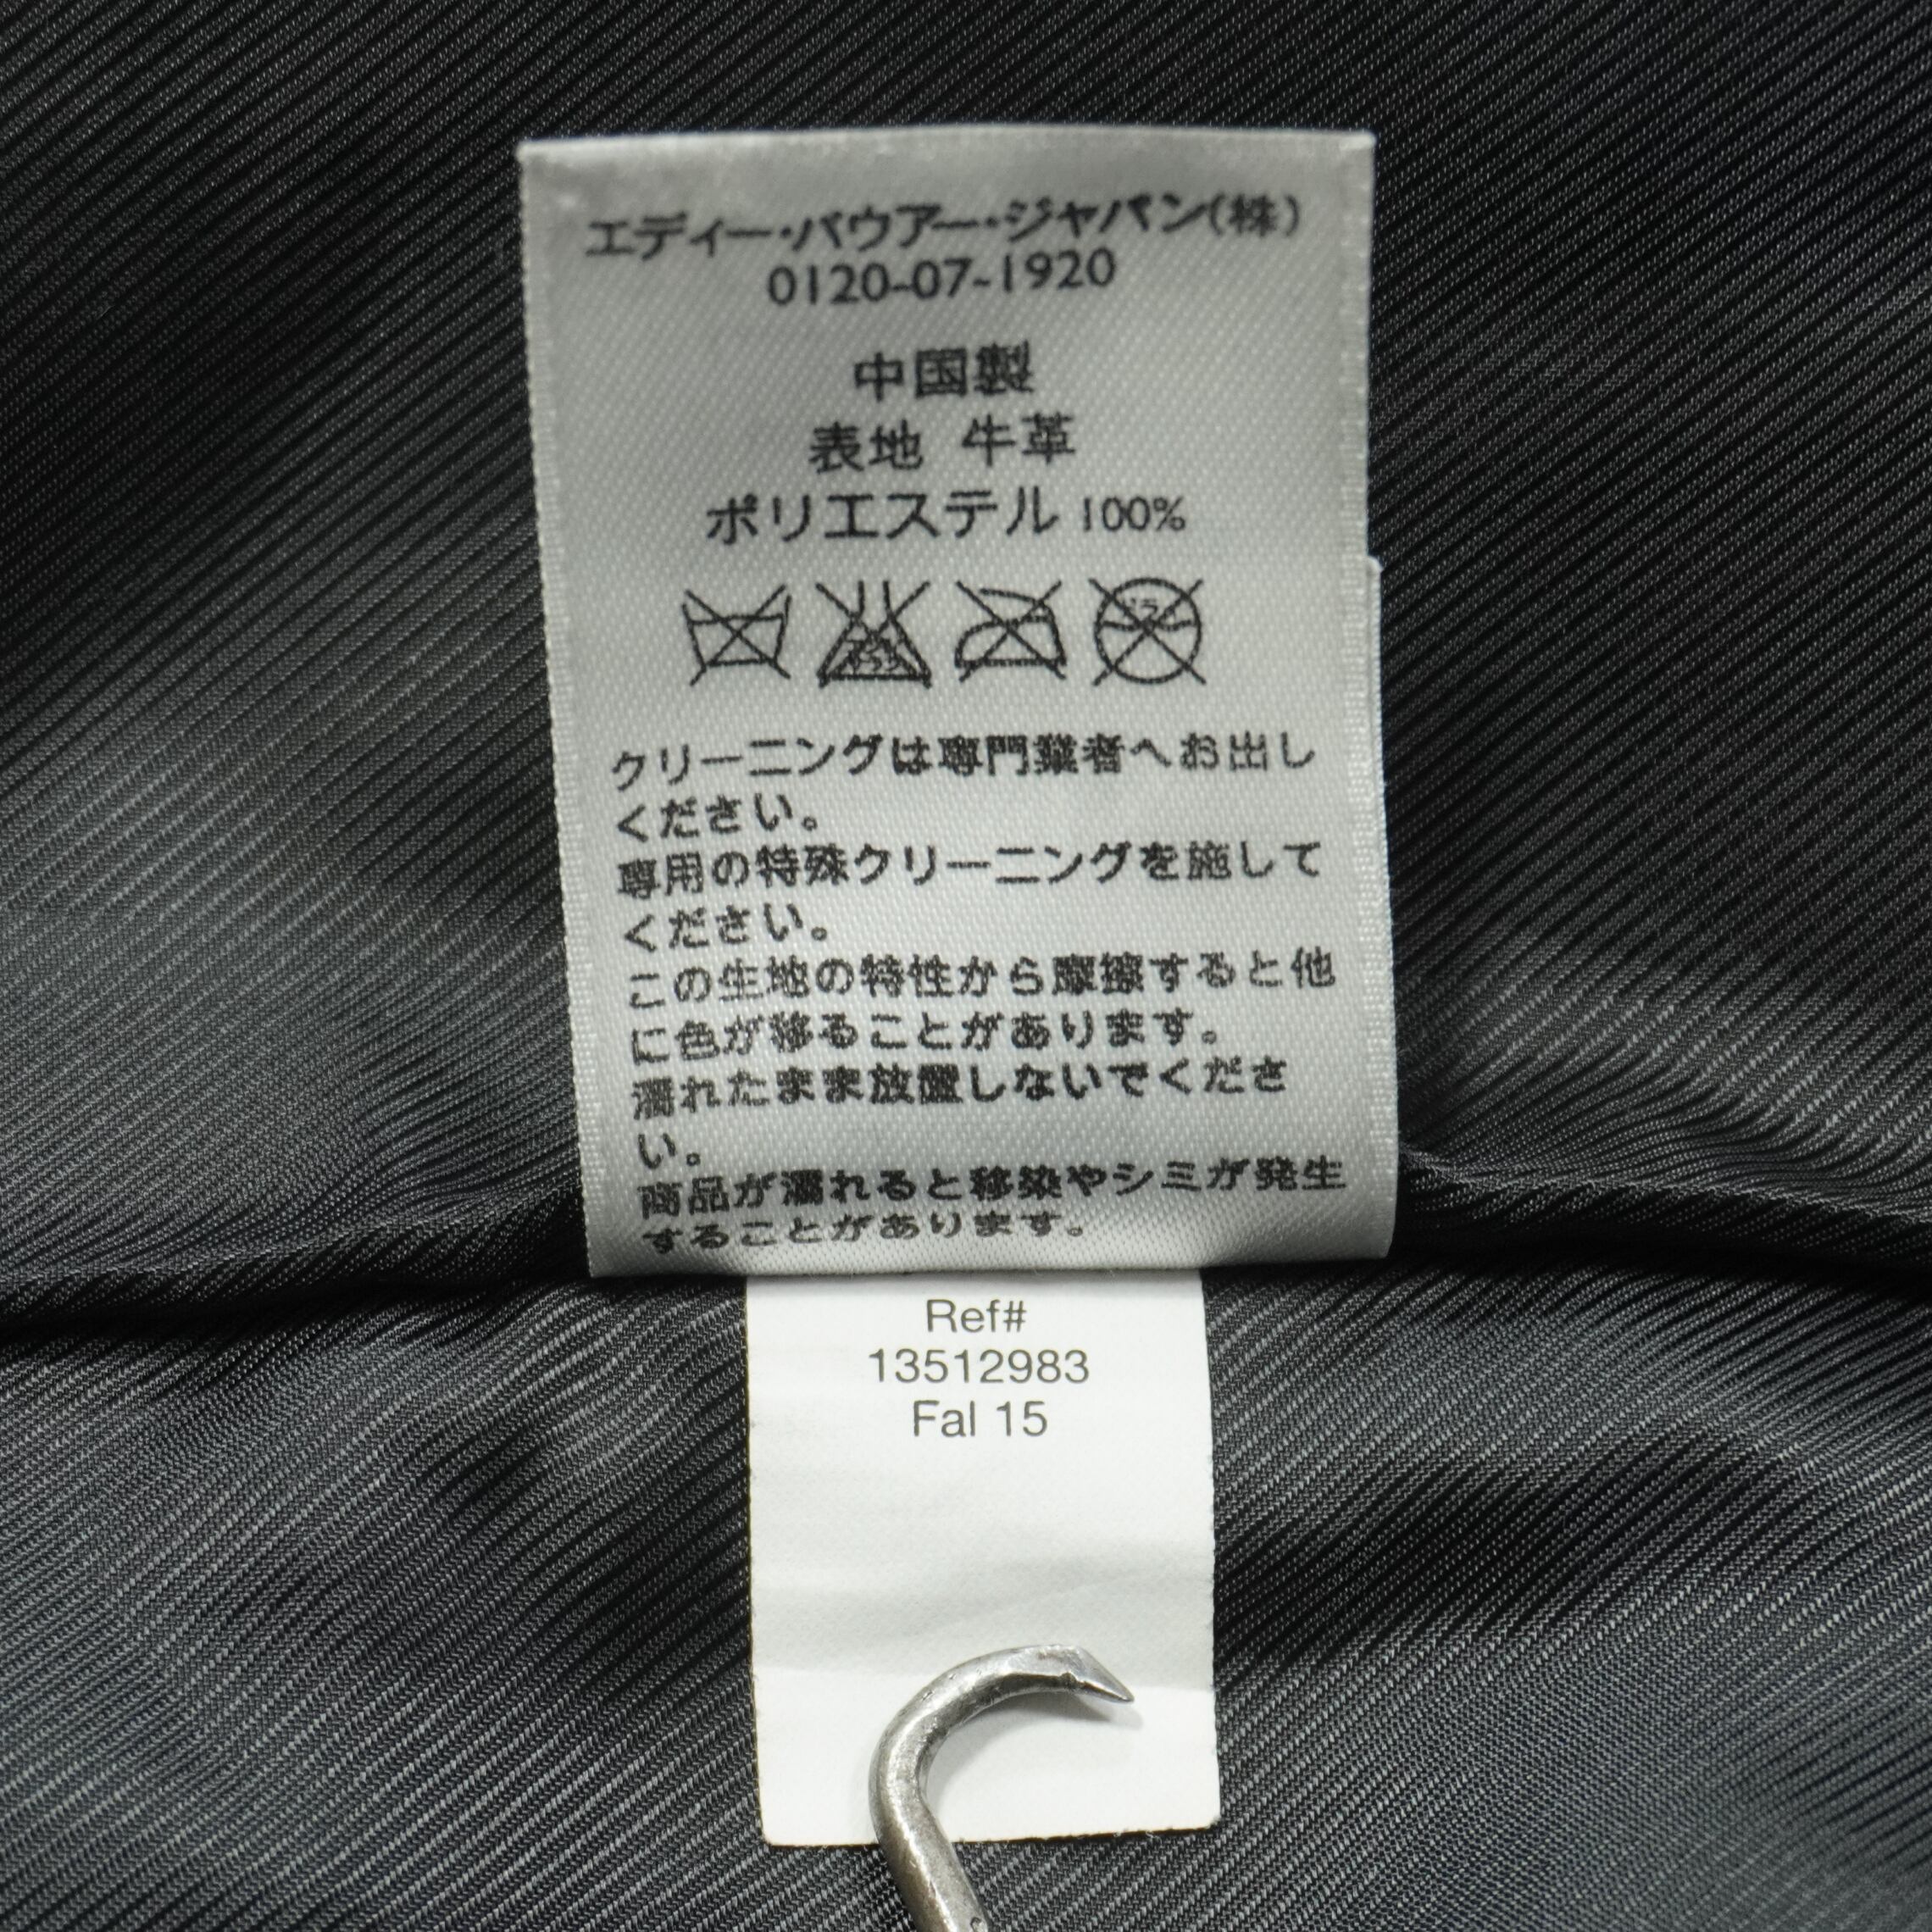 エディー・バウアー・ジャパン(株)
0120-07-1920
中国製
表地 牛革
ポリエステル 100%
クリーニングは専門業者へお出し
ください。
専用の特殊クリーニングを施して
ください。
この生地の特性から摩擦すると他
に色が移ることがあります。
濡れたまま放置しないでくださ
い。
商品が濡れると移染やシミが発生
することがあります。
Ref#
13512983
Fal 15